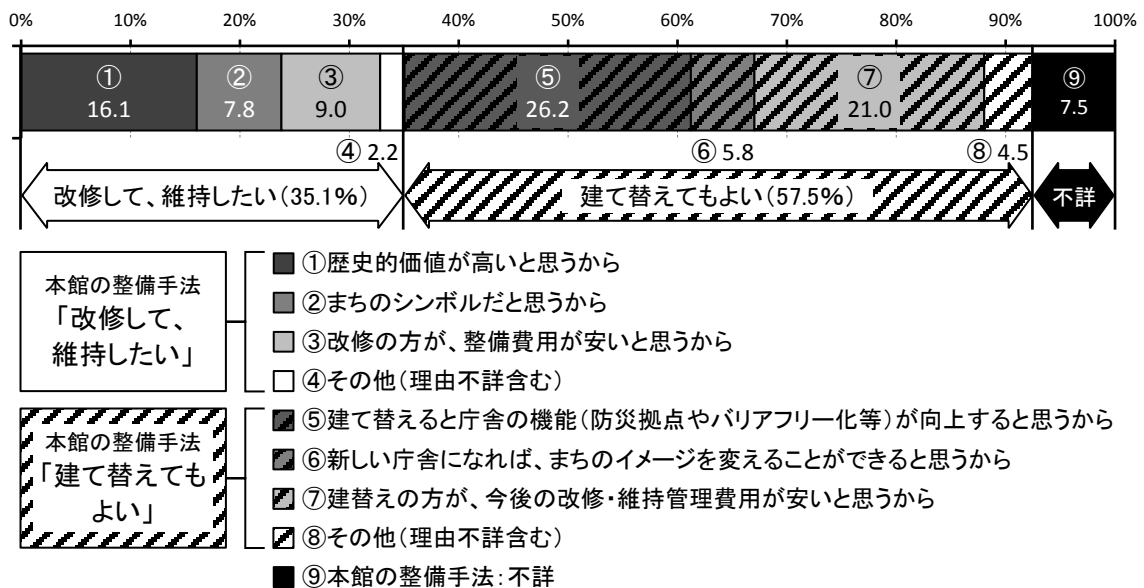 0% 10% 20% 30% 40% 50% 60% 70% 80% 90% 100%
① ② ③ ⑤ ⑦ ⑨
16.1 7.8 9.0 26.2 21.0 7.5
④ 2.2 ⑥ 5.8 ⑧ 4.5
改修して、維持したい（35.1%） 建て替えてもよい（57.5%） 不詳
本館の整備手法
「改修して、
維持したい」
①歴史的価値が高いと思うから
②まちのシンボルだと思うから
③改修の方が、整備費用が安いと思うから
④その他（理由不詳含む）
本館の整備手法
「建て替えても
よい」
⑤建て替えると庁舎の機能（防災拠点やバリアフリー化等）が向上すると思うから
⑥新しい庁舎になれば、まちのイメージを変えることができると思うから
⑦建替えの方が、今後の改修・維持管理費用が安いと思うから
⑧その他（理由不詳含む）
⑨本館の整備手法：不詳